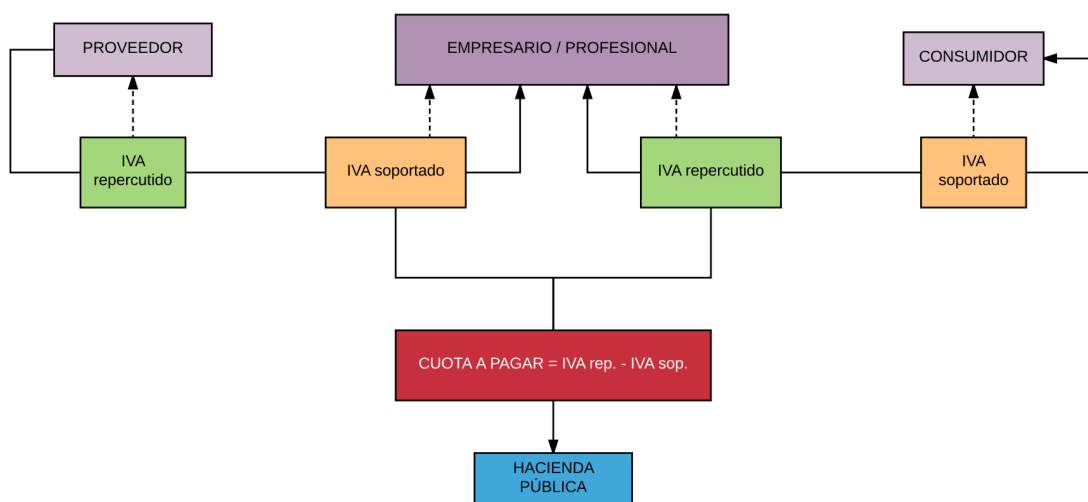 PROVEEDOR
EMPRESARIO / PROFESIONAL
CONSUMIDOR
IVA
repercutido
IVA soportado
IVA repercutido
IVA
soportado
CUOTA A PAGAR = IVA rep. - IVA sop.
HACIENDA
PÚBLICA